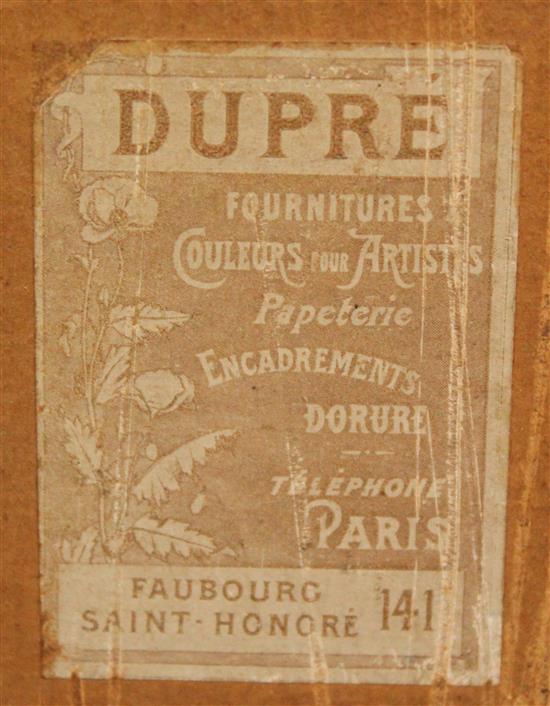 DUPRÉ
FOURNITURES
COULEURS POUR ARTISTES
Papeterie
ENCADREMENTS
DORURE
TÉLÉPHONE
PARIS
FAUBOURG
SAINT-HONORÉ 141